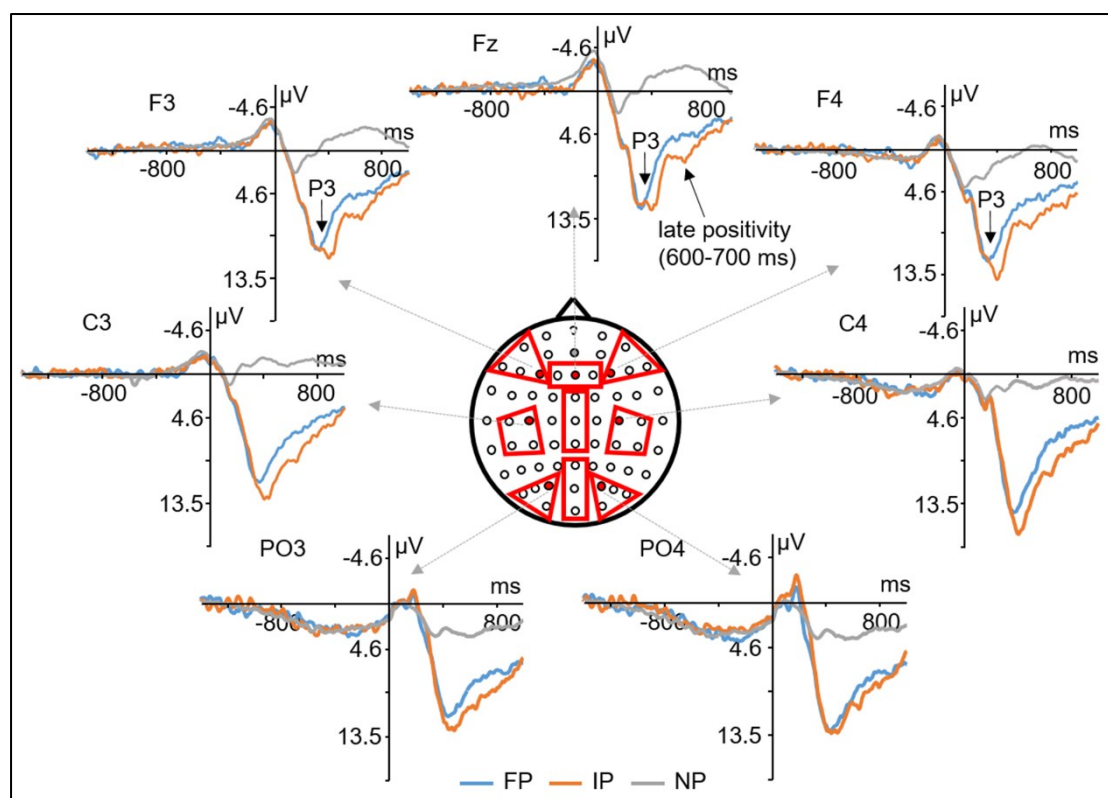 Fz
-4.6
µV
ms
-800
800
4.6
P3
13.5
late positivity
(600-700 ms)
F3
-4.6
µV
ms
-800
800
4.6
P3
13.5
F4
-4.6
µV
ms
-800
800
4.6
P3
13.5
C3
-4.6
µV
ms
-800
800
4.6
13.5
C4
-4.6
µV
ms
-800
800
4.6
13.5
PO3
-4.6
µV
ms
-800
800
4.6
13.5
PO4
-4.6
µV
ms
-800
800
4.6
13.5
FP IP NP